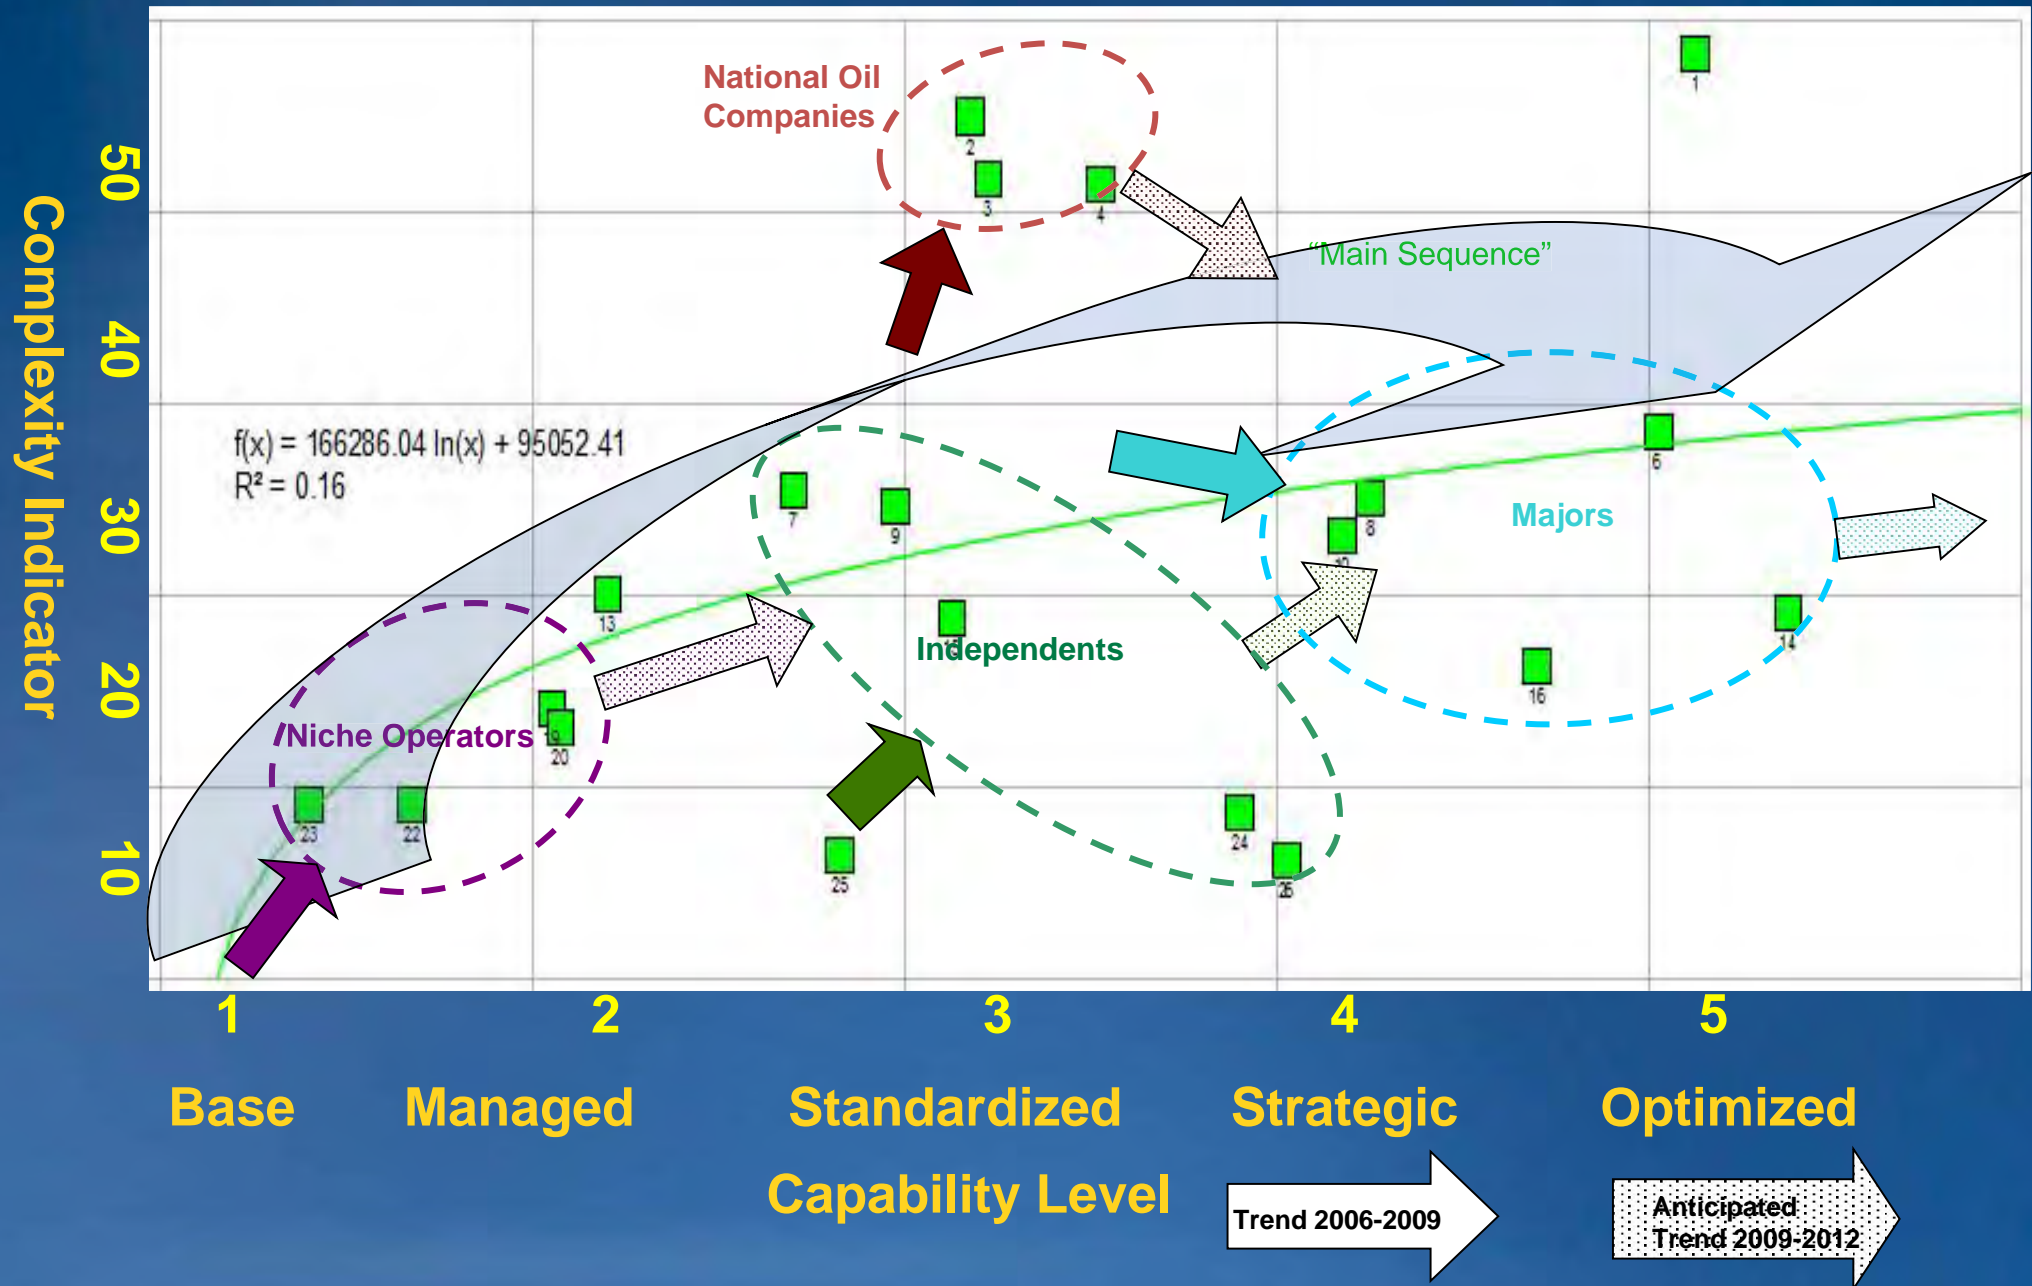 National Oil
Companies
1
2
3
4
"Main Sequence"
f(x) = 166286.04 ln(x) + 95052.41
R² = 0.16
6
7
8
9
Majors
13
14
Independents
16
Niche Operators
20
23
22
24
25
Complexity Indicator
50
40
30
20
10
1
2
3
4
5
Base
Managed
Standardized
Strategic
Optimized
Capability Level
Trend 2006-2009
Anticipated
Trend 2009-2012